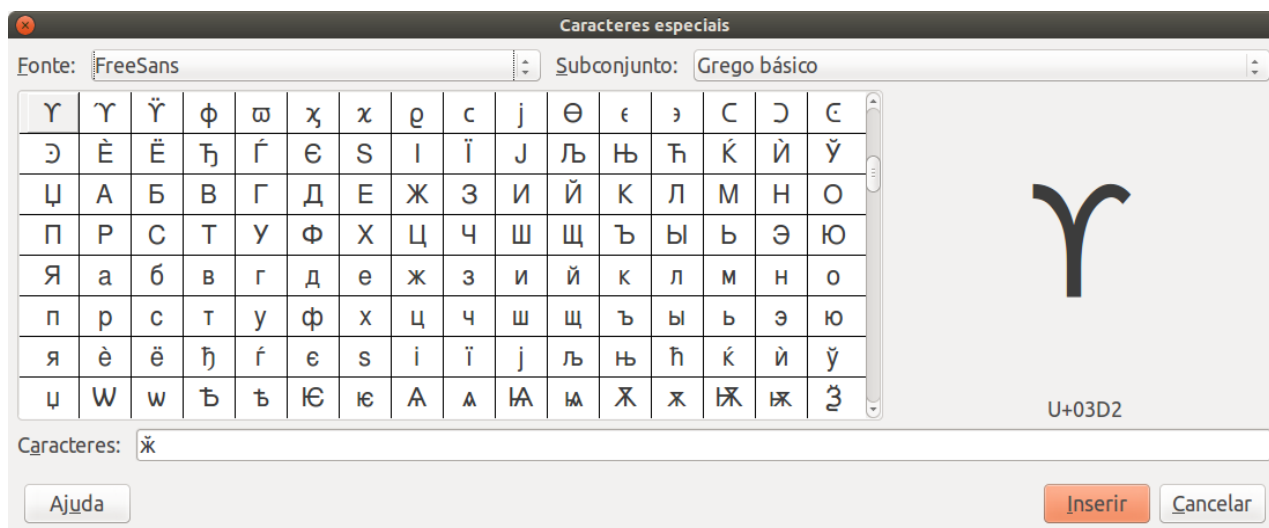 Caracteres especiais
Fonte: FreeSans Subconjunto: Grego básico
ϒ ϓ ϔ ϕ ϖ ϗ ϰ ϱ ϲ ϳ ϴ ϵ ϶ Ϲ Ͻ Ͼ
Ͽ Ѐ Ё Ђ Ѓ Є Ѕ І Ї Ј Љ Њ Ћ Ќ Ѝ Ў
Џ А Б В Г Д Е Ж З И Й К Л М Н О
П Р С Т У Ф Х Ц Ч Ш Щ Ъ Ы Ь Э Ю
Я а б в г д е ж з и й к л м н о
п р с т у ф х ц ч ш щ ъ ы ь э ю
я ѐ ё ђ ѓ є ѕ і ї ј љ њ ћ ќ ѝ ў
џ Ѡ ѡ Ѣ ѣ Ѥ ѥ Ѧ ѧ Ѩ ѩ Ѫ ѫ Ѭ ѭ Ѯ
ϒ
U+03D2
Caracteres: ӂ
Ajuda Inserir Cancelar